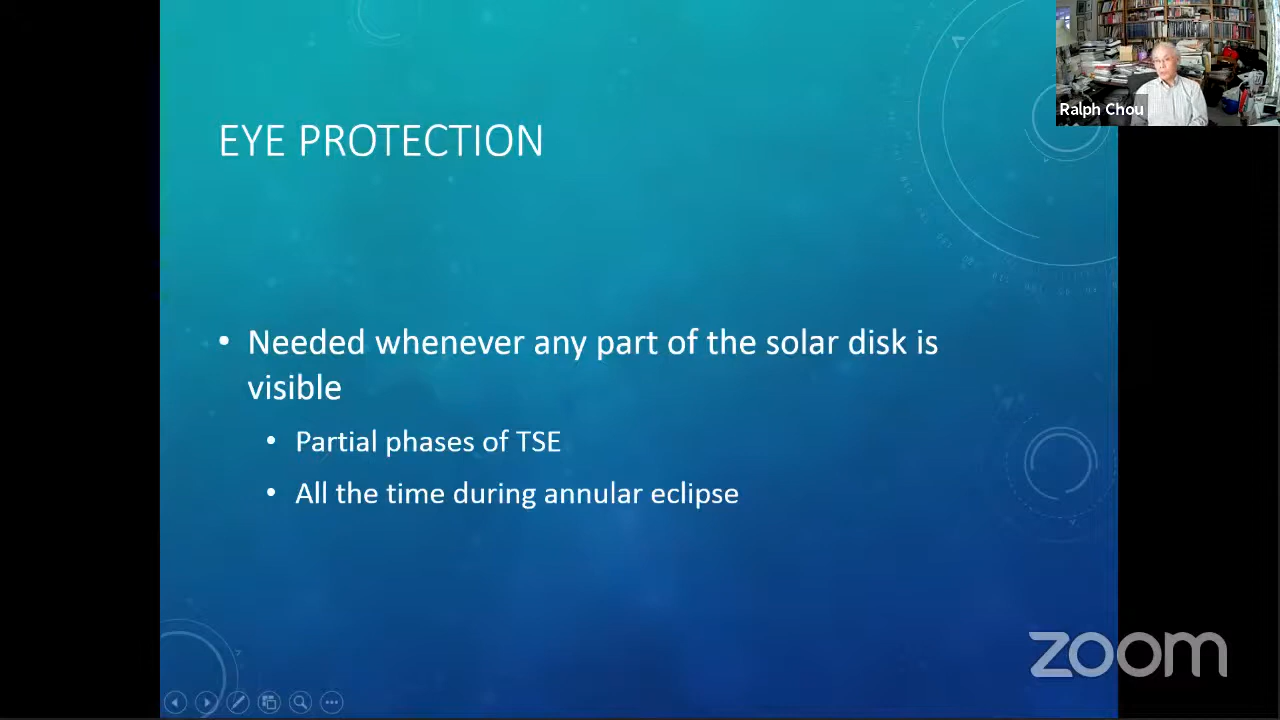 Ralph Chou
EYE PROTECTION
• Needed whenever any part of the solar disk is
visible
• Partial phases of TSE
• All the time during annular eclipse
zoom